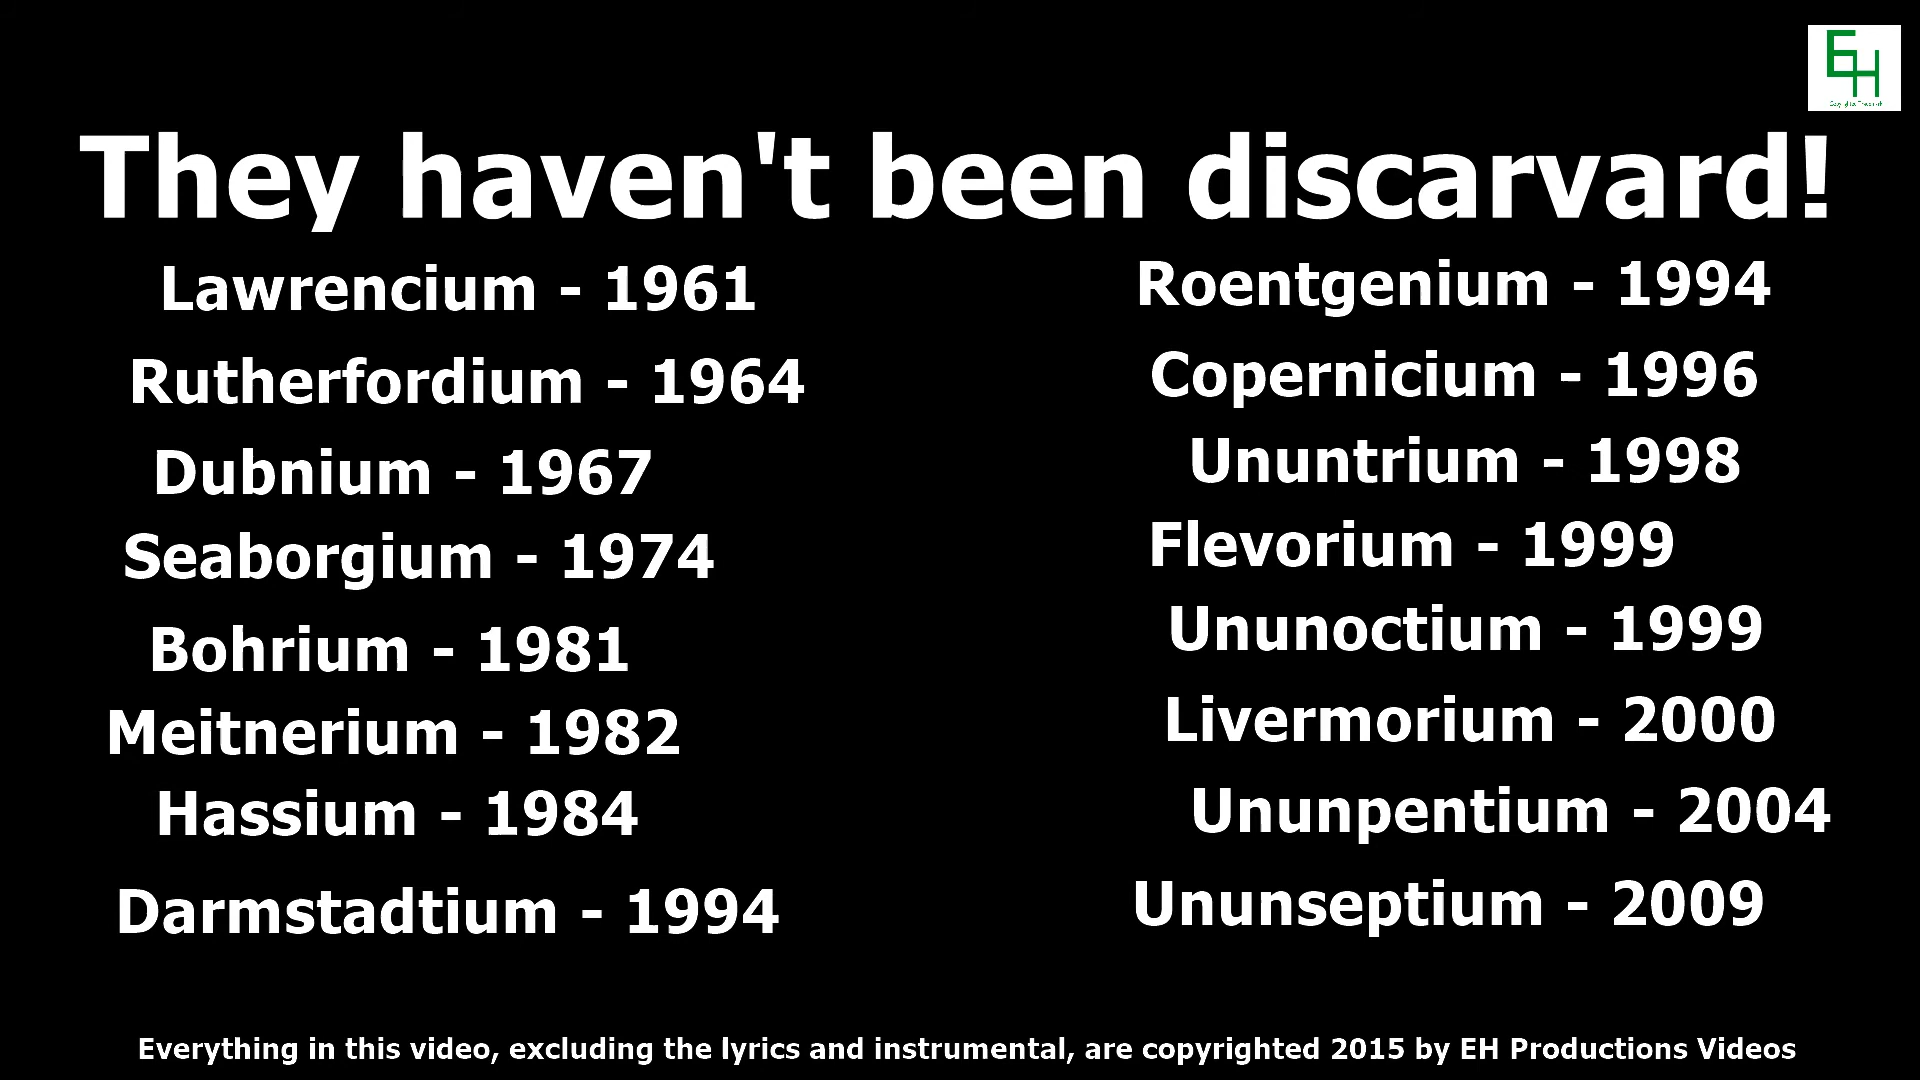 EH
They haven't been discarvard!
Lawrencium - 1961
Rutherfordium - 1964
Dubnium - 1967
Seaborgium - 1974
Bohrium - 1981
Meitnerium - 1982
Hassium - 1984
Darmstadtium - 1994
Roentgenium - 1994
Copernicium - 1996
Ununtrium - 1998
Flevorium - 1999
Ununoctium - 1999
Livermorium - 2000
Ununpentium - 2004
Ununseptium - 2009
Everything in this video, excluding the lyrics and instrumental, are copyrighted 2015 by EH Productions Videos